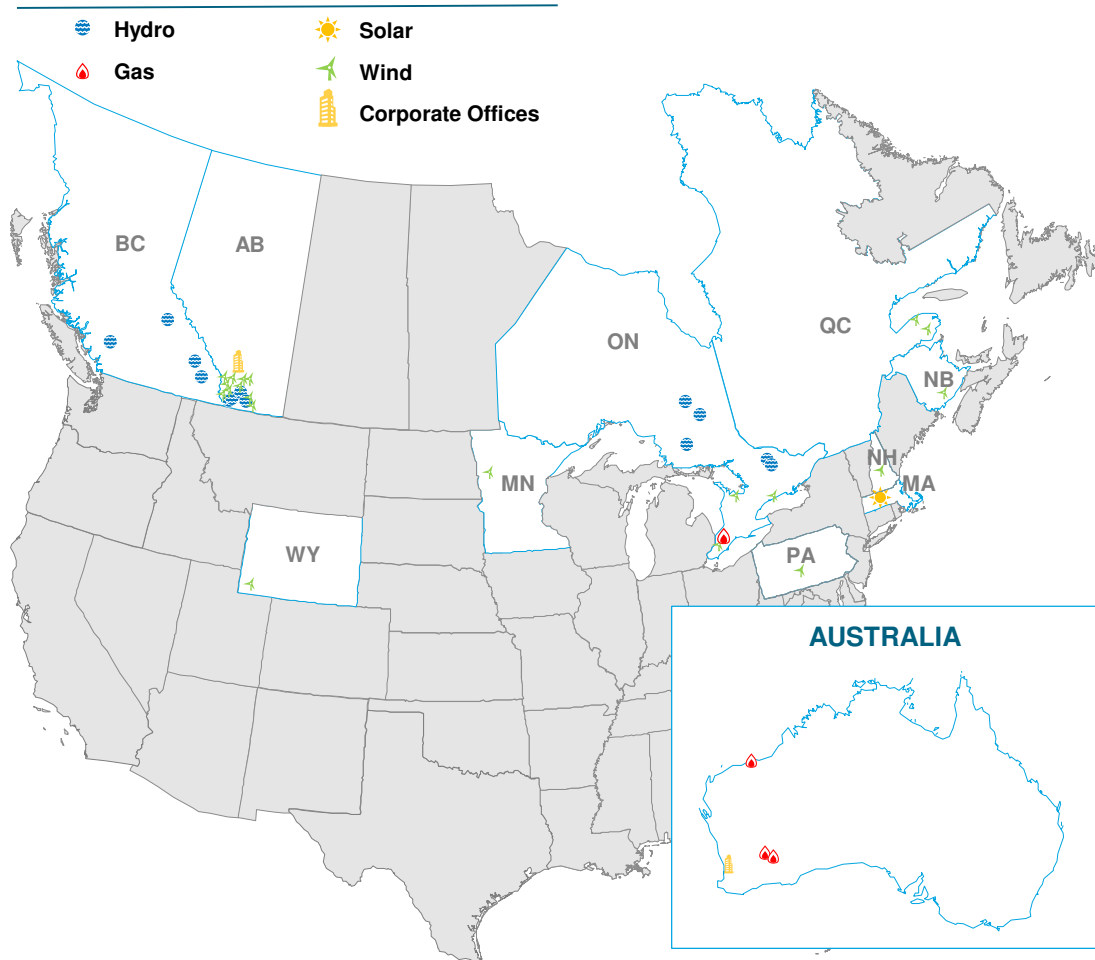 Hydro
Solar
Gas
Wind
Corporate Offices
BC
AB
ON
QC
NB
NH
MA
MN
WY
PA
AUSTRALIA